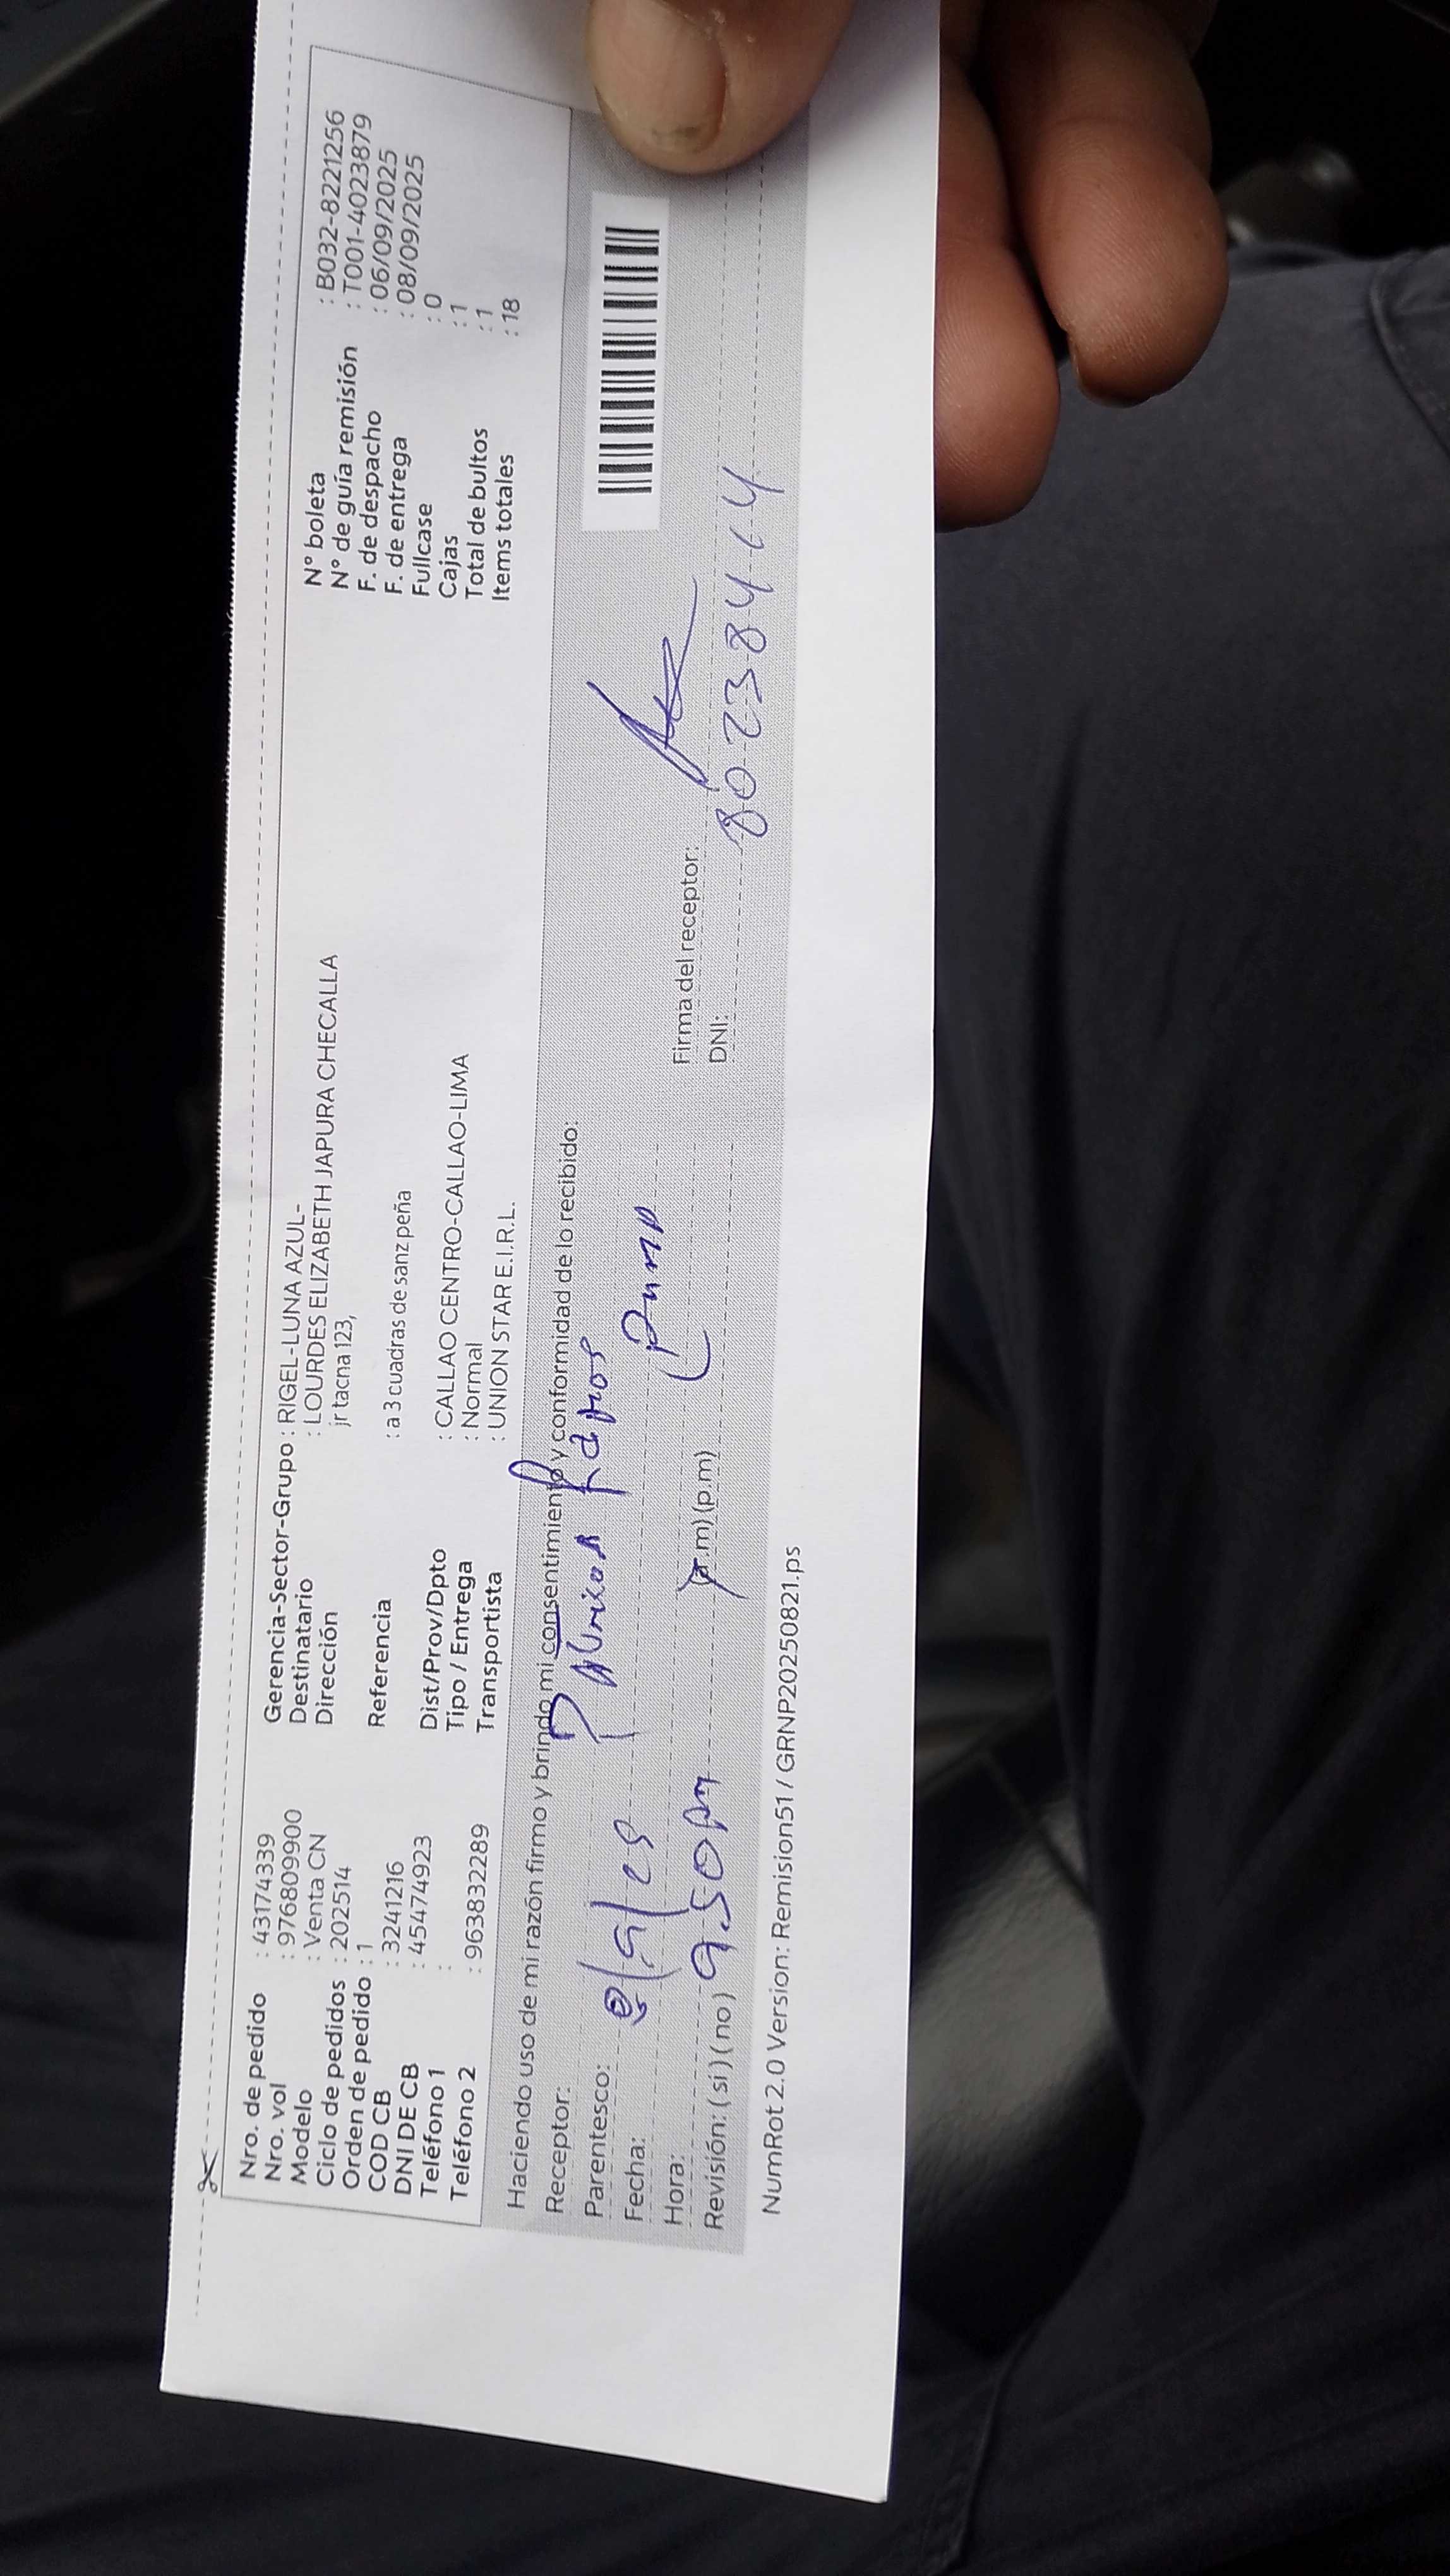 Nro. de pedido : 43174339
Nro. vol : 976809900
Modelo : Venta CN
Ciclo de pedidos : 202514
Orden de pedido : 1
COD CB : 3241216
DNI DE CB : 45474923
Teléfono 1 :
Teléfono 2 : 963832289
Gerencia-Sector-Grupo : RIGEL-LUNA AZUL-
Destinatario : LOURDES ELIZABETH JAPURA CHECALLA
Dirección jr tacna 123,
Referencia : a 3 cuadras de sanz peña
Dist/Prov/Dpto : CALLAO CENTRO-CALLAO-LIMA
Tipo / Entrega : Normal
Transportista : UNION STAR E.I.R.L.
N° boleta : B032-8221256
N° de guía remisión : T001-4023879
F. de despacho : 06/09/2025
F. de entrega : 08/09/2025
Fullcase : 0
Cajas : 1
Total de bultos : 1
Items totales : 18
Haciendo uso de mi razón firmo y brindo mi consentimiento y conformidad de lo recibido.
Receptor:
Parentesco:
Fecha:
Hora: (a.m) (p.m)
Revisión: (si) (no) 9.50
Firma del receptor:
DNI:
NumRot 2.0 Version: Remision51 / GRNP20250821.ps